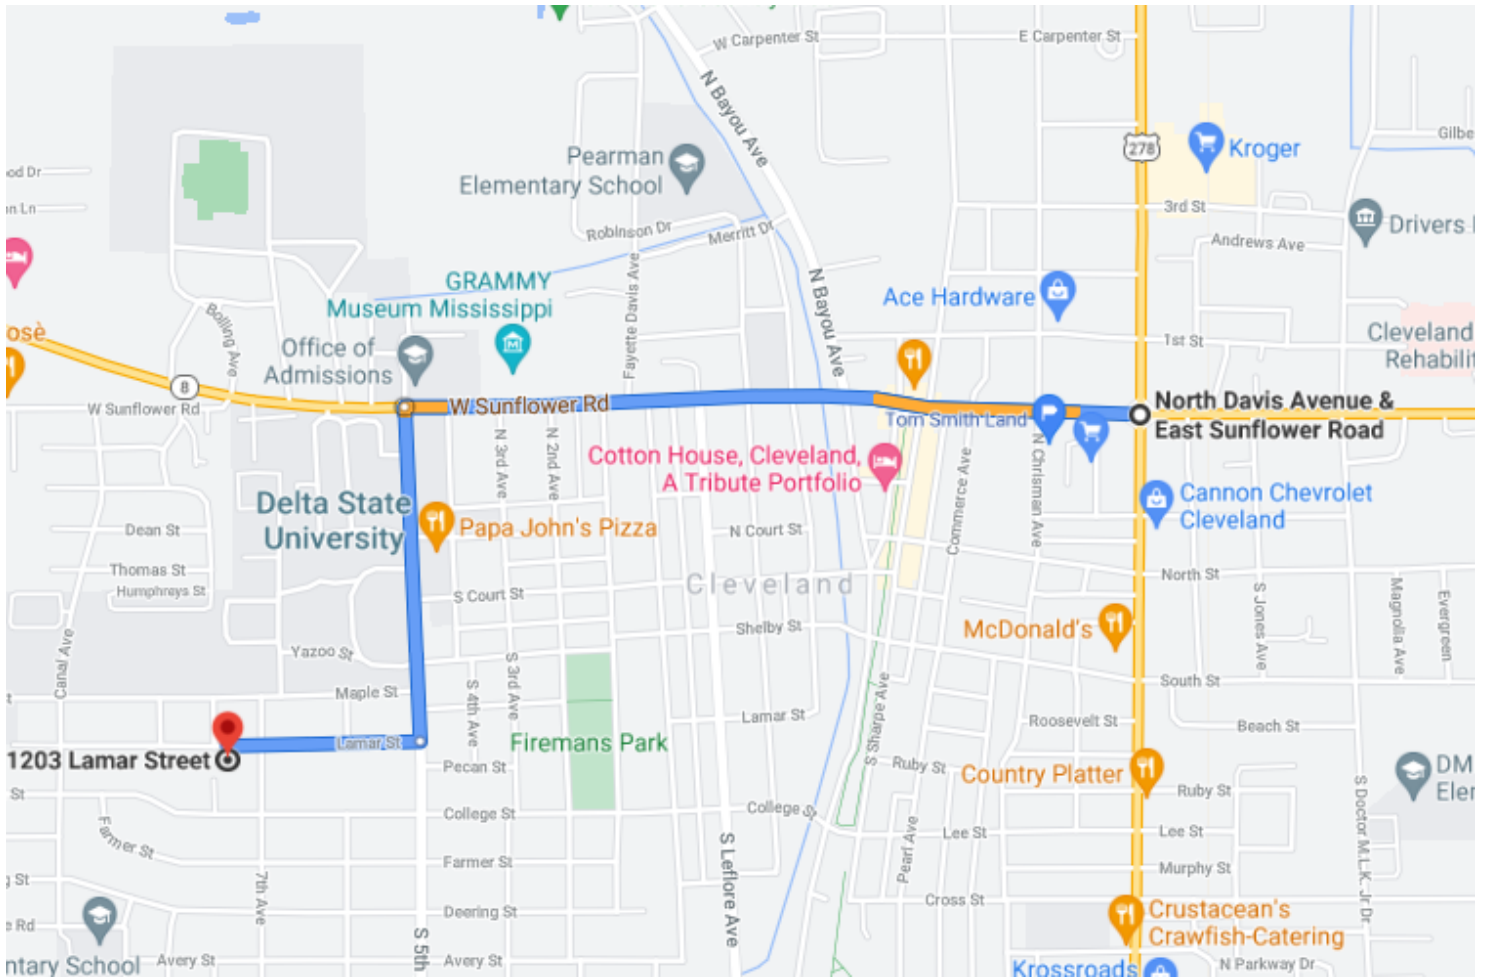 W Carpenter St
E Carpenter St
N Bayou Ave
278
Kroger
Gilbe
Pearman
Elementary School
od Dr
n Ln
3rd St
Drivers
Andrews Ave
Robinson Dr
Merritt Dr
GRAMMY
Museum Mississippi
Fayette Davis Ave
N Bayou Ave
Ace Hardware
Bolling Ave
osè
Office of
Admissions
1st St
Cleveland
Rehabilit
8
W Sunflower Rd
W Sunflower Rd
Tom Smith Land
North Davis Avenue &
East Sunflower Road
N 3rd Ave
N 2nd Ave
Cotton House, Cleveland,
A Tribute Portfolio
Commerce Ave
N Chrisman Ave
Cannon Chevrolet
Cleveland
Delta State
University
Dean St
Papa John's Pizza
N Court St
Thomas St
Humphreys St
S Court St
Cleveland
North St
S Jones Ave
Magnolia Ave
Evergreen
Shelby St
McDonald's
Canal Ave
Yazoo St
S 4th Ave
S 3rd Ave
Maple St
S Sharpe Ave
South St
Lamar St
Roosevelt St
Beach St
1203 Lamar Street
Lamar St
Firemans Park
Pecan St
Ruby St
Country Platter
Ruby St
DM
Eler
St
College St
College St
S Doctor M.L.K. Jr Dr
Farmer St
Farmer St
S Leflore Ave
Pearl Ave
Lee St
Lee St
Murphy St
St
7th Ave
Cross St
Deering St
Crustacean's
Crawfish-Catering
Rd
S 5th
ntary School
Avery St
Avery St
Krossroads
N Parkway Dr